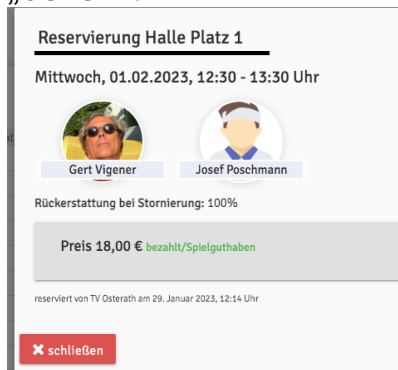 Reservierung Halle Platz 1
Mittwoch, 01.02.2023, 12:30 - 13:30 Uhr
Gert Vigener
Josef Poschmann
Rückerstattung bei Stornierung: 100%
Preis 18,00 € bezahlt/Spielguthaben
reserviert von TV Osterath am 29. Januar 2023, 12:14 Uhr
✖ schließen